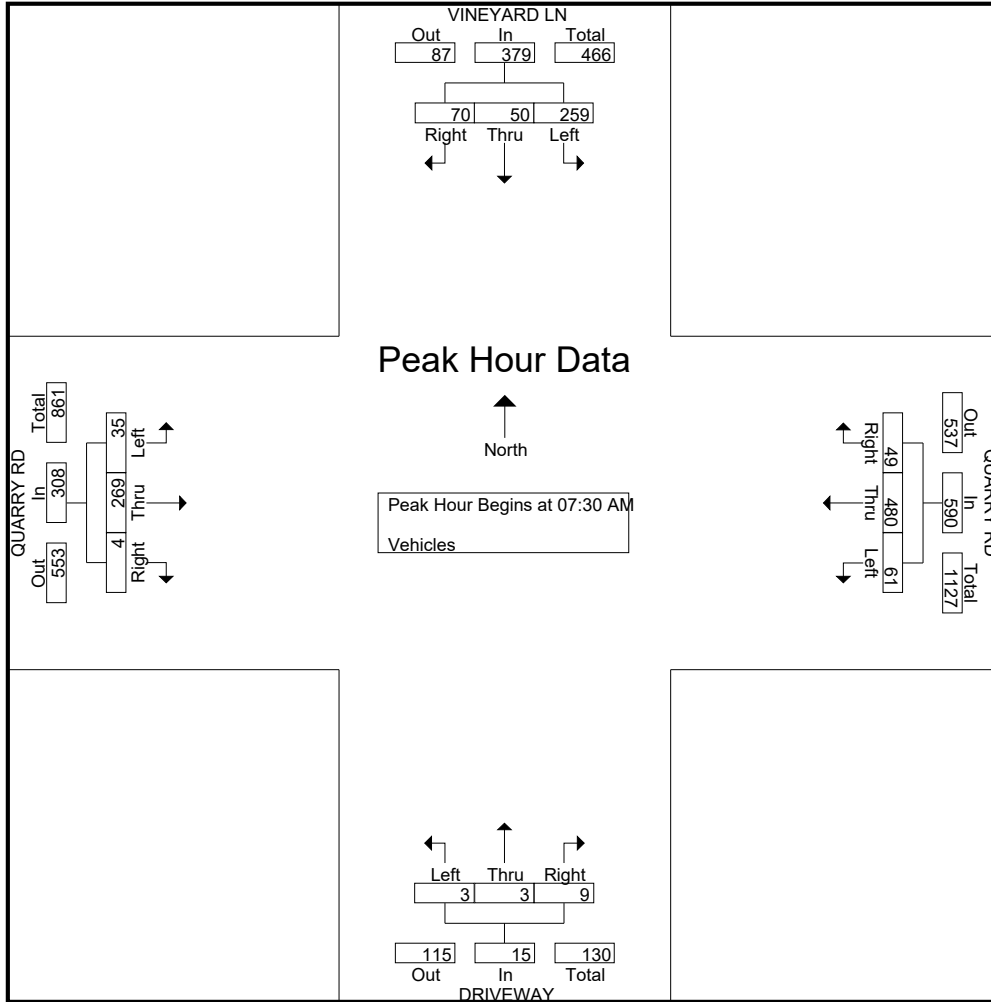 VINEYARD LN
Out In Total
87 379 466
70 50 259
Right Thru Left
Peak Hour Data
North
Peak Hour Begins at 07:30 AM
Vehicles
QUARRY RD
Total In Out
861 308 553
35 269 4
Left Thru Right
QUARRY RD
Out In Total
537 590 1127
49 480 61
Right Thru Left
Left Thru Right
3 3 9
115 15 130
Out In Total
DRIVEWAY